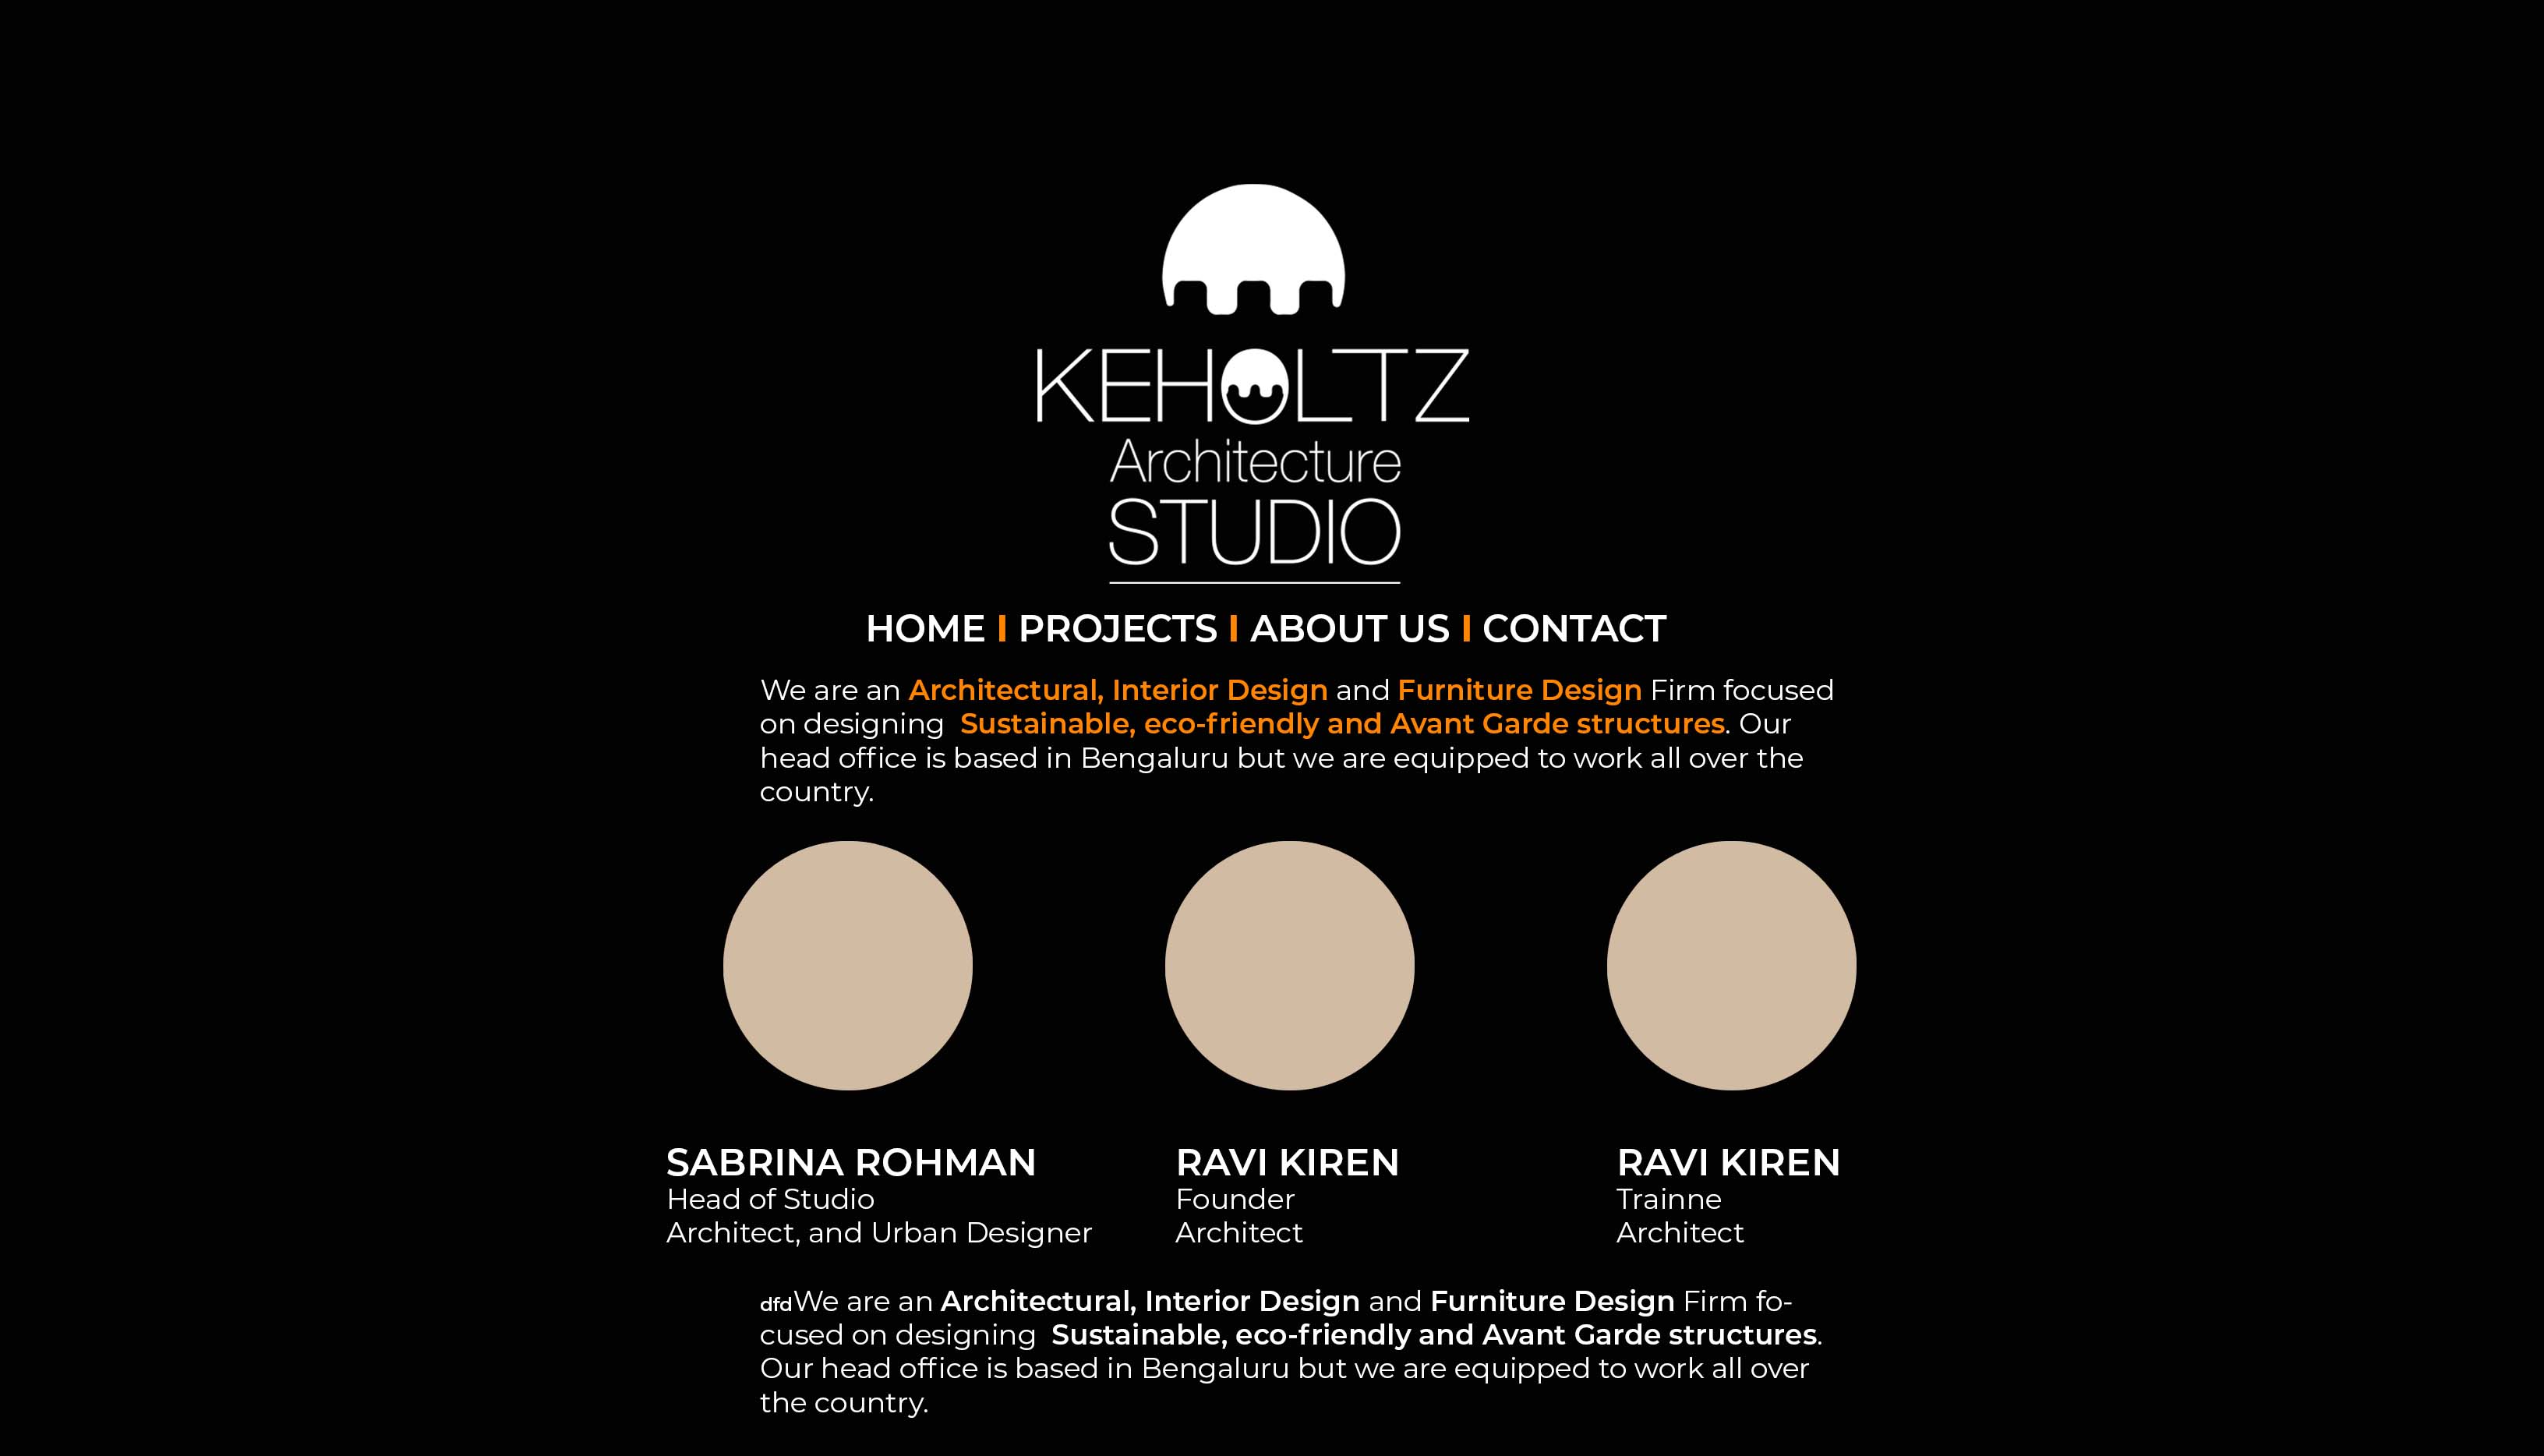 KEHOLTZ
Architecture
STUDIO
HOME I PROJECTS I ABOUT US I CONTACT
We are an Architectural, Interior Design and Furniture Design Firm focused
on designing  Sustainable, eco-friendly and Avant Garde structures. Our
head office is based in Bengaluru but we are equipped to work all over the
country.
SABRINA ROHMAN
Head of Studio
Architect, and Urban Designer
RAVI KIREN
Founder
Architect
RAVI KIREN
Trainne
Architect
dfdWe are an Architectural, Interior Design and Furniture Design Firm fo-
cused on designing  Sustainable, eco-friendly and Avant Garde structures.
Our head office is based in Bengaluru but we are equipped to work all over
the country.